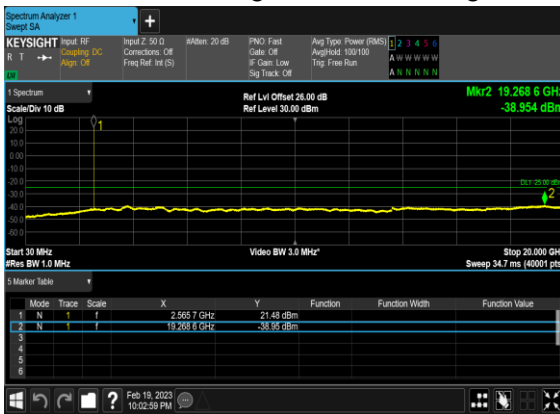 Spectrum Analyzer 1
Swept SA
KEYSIGHT Input: RF Input Z: 50 Ω #Atten: 20 dB PNO: Fast Avg Type: Power (RMS) 1 2 3 4 5 6
R T Coupling: DC Corrections: Off Gate: Off Avg|Hold: 100/100 A W W W W W
Align: Off Freq Ref: Int (S) IF Gain: Low Trig: Free Run
Sig Track: Off A N N N N N
LV
1 Spectrum Ref Lvl Offset 26.00 dB Mkr2 19.268 6 GHz
Scale/Div 10 dB Ref Level 30.00 dBm -38.954 dBm
Log
20.0 1
10.0
0.00
-10.0
-20.0 DL1 -25.00 dBm
-30.0 2
-40.0
-50.0
-60.0
Start 30 MHz Video BW 3.0 MHz* Stop 20.000 GHz
#Res BW 1.0 MHz Sweep 34.7 ms (40001 pts
5 Marker Table
Mode Trace Scale X Y Function Function Width Function Value
1 N 1 f 2.565 7 GHz 21.48 dBm
2 N 1 f 19.268 6 GHz -38.95 dBm
3
4
5
6
? Feb 19, 2023
10:02:59 PM